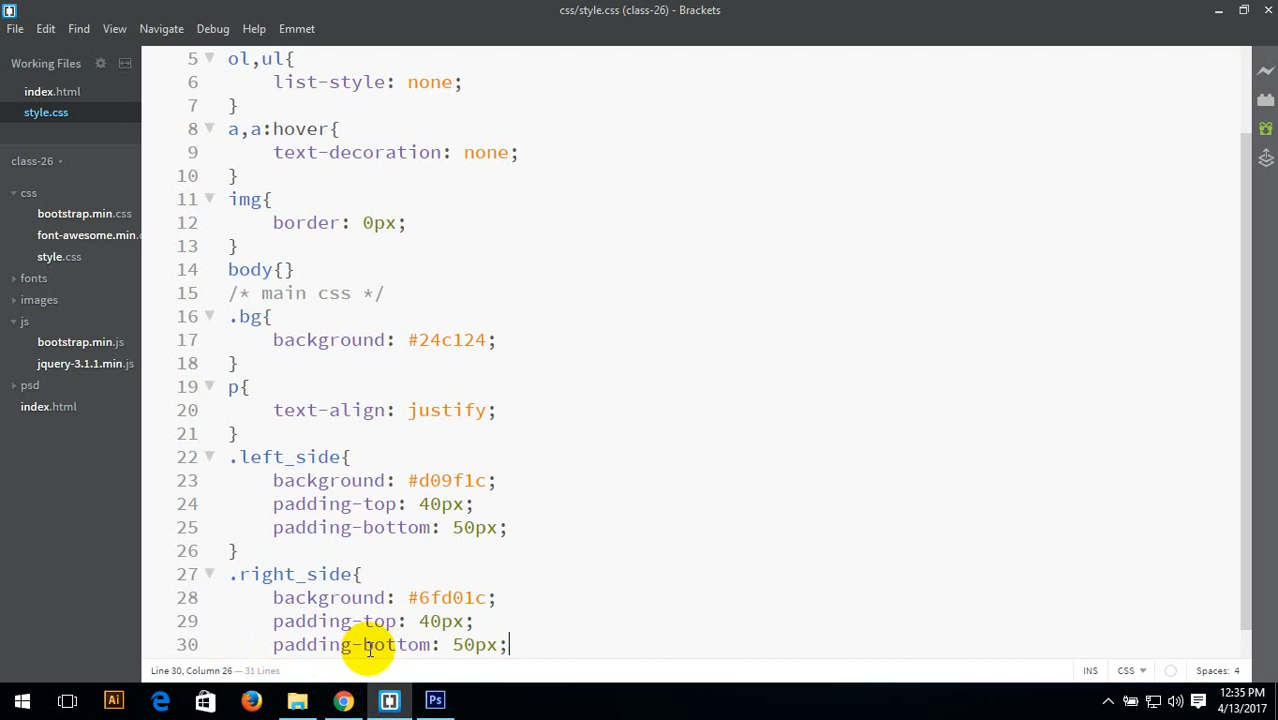 css/style.css (class-26) - Brackets
File Edit Find View Navigate Debug Help Emmet
Working Files
index.html
style.css
class-26
css
bootstrap.min.css
font-awesome.min.c
style.css
fonts
images
js
bootstrap.min.js
jquery-3.1.1.min.js
psd
index.html
5 ol,ul{
6 list-style: none;
7 }
8 a,a:hover{
9 text-decoration: none;
10 }
11 img{
12 border: 0px;
13 }
14 body{}
15 /* main css */
16 .bg{
17 background: #24c124;
18 }
19 p{
20 text-align: justify;
21 }
22 .left_side{
23 background: #d09f1c;
24 padding-top: 40px;
25 padding-bottom: 50px;
26 }
27 .right_side{
28 background: #6fd01c;
29 padding-top: 40px;
30 padding-bottom: 50px;
Line 30, Column 26 — 31 Lines
INS CSS Spaces: 4
Ai
Ps
12:35 PM
4/13/2017